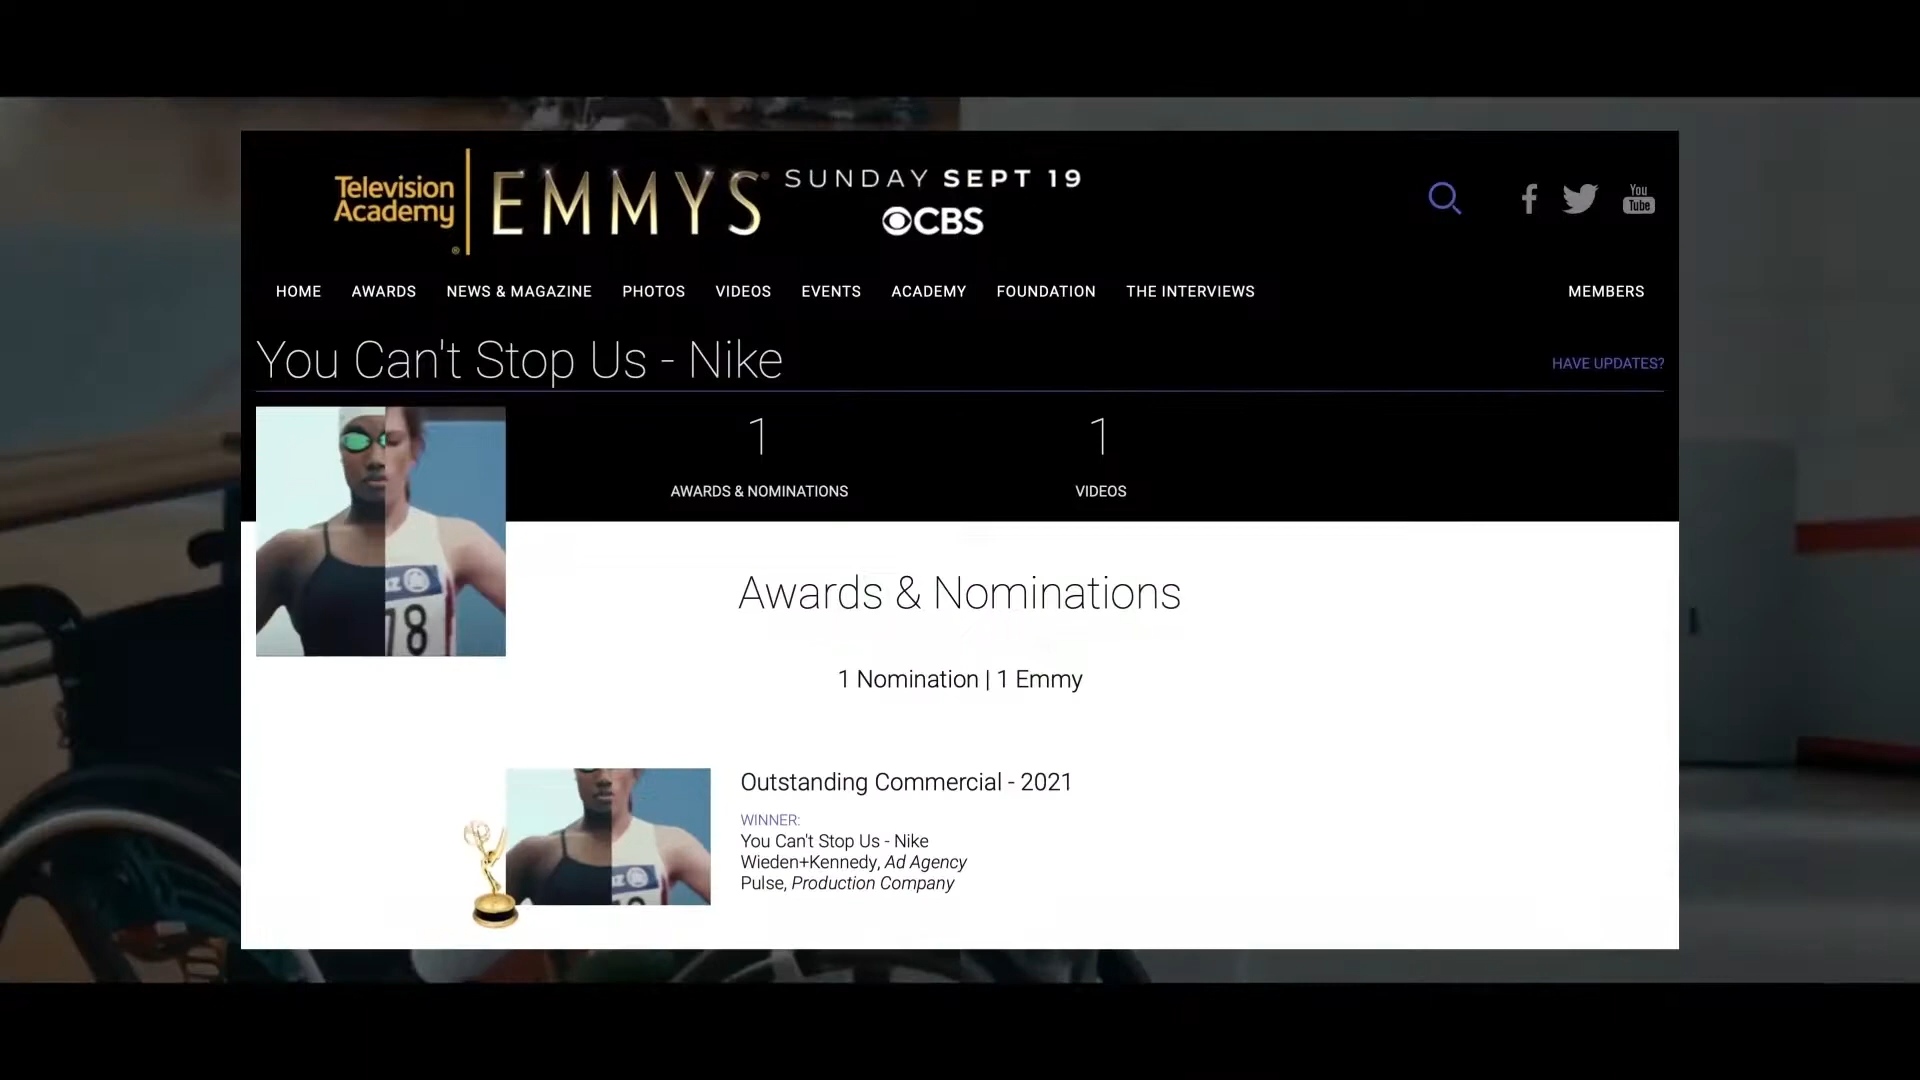 Television
Academy
EMMYS® SUNDAY SEPT 19
CBS
You
Tube
HOME AWARDS NEWS & MAGAZINE PHOTOS VIDEOS EVENTS ACADEMY FOUNDATION THE INTERVIEWS MEMBERS
You Can't Stop Us - Nike
HAVE UPDATES?
1
AWARDS & NOMINATIONS
1
VIDEOS
78
Awards & Nominations
1 Nomination | 1 Emmy
Outstanding Commercial - 2021
WINNER:
You Can't Stop Us - Nike
Wieden+Kennedy, Ad Agency
Pulse, Production Company